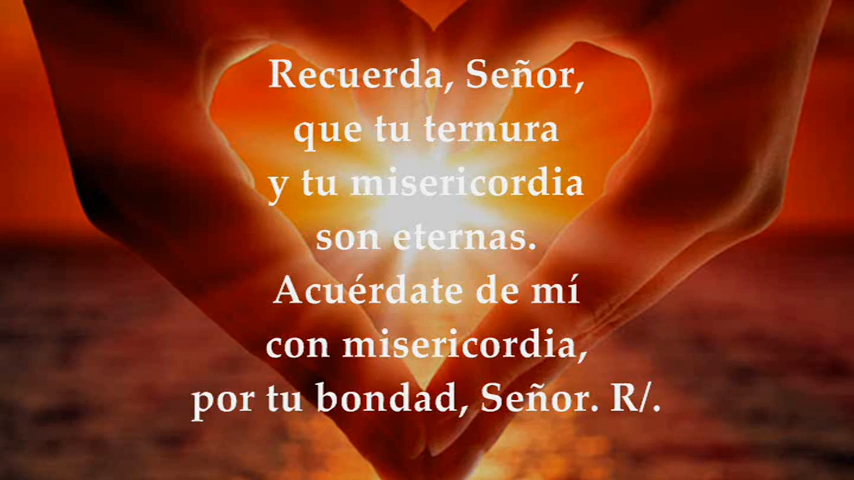 Recuerda, Señor,
que tu ternura
y tu misericordia
son eternas.
Acuérdate de mí
con misericordia,
por tu bondad, Señor. R/.